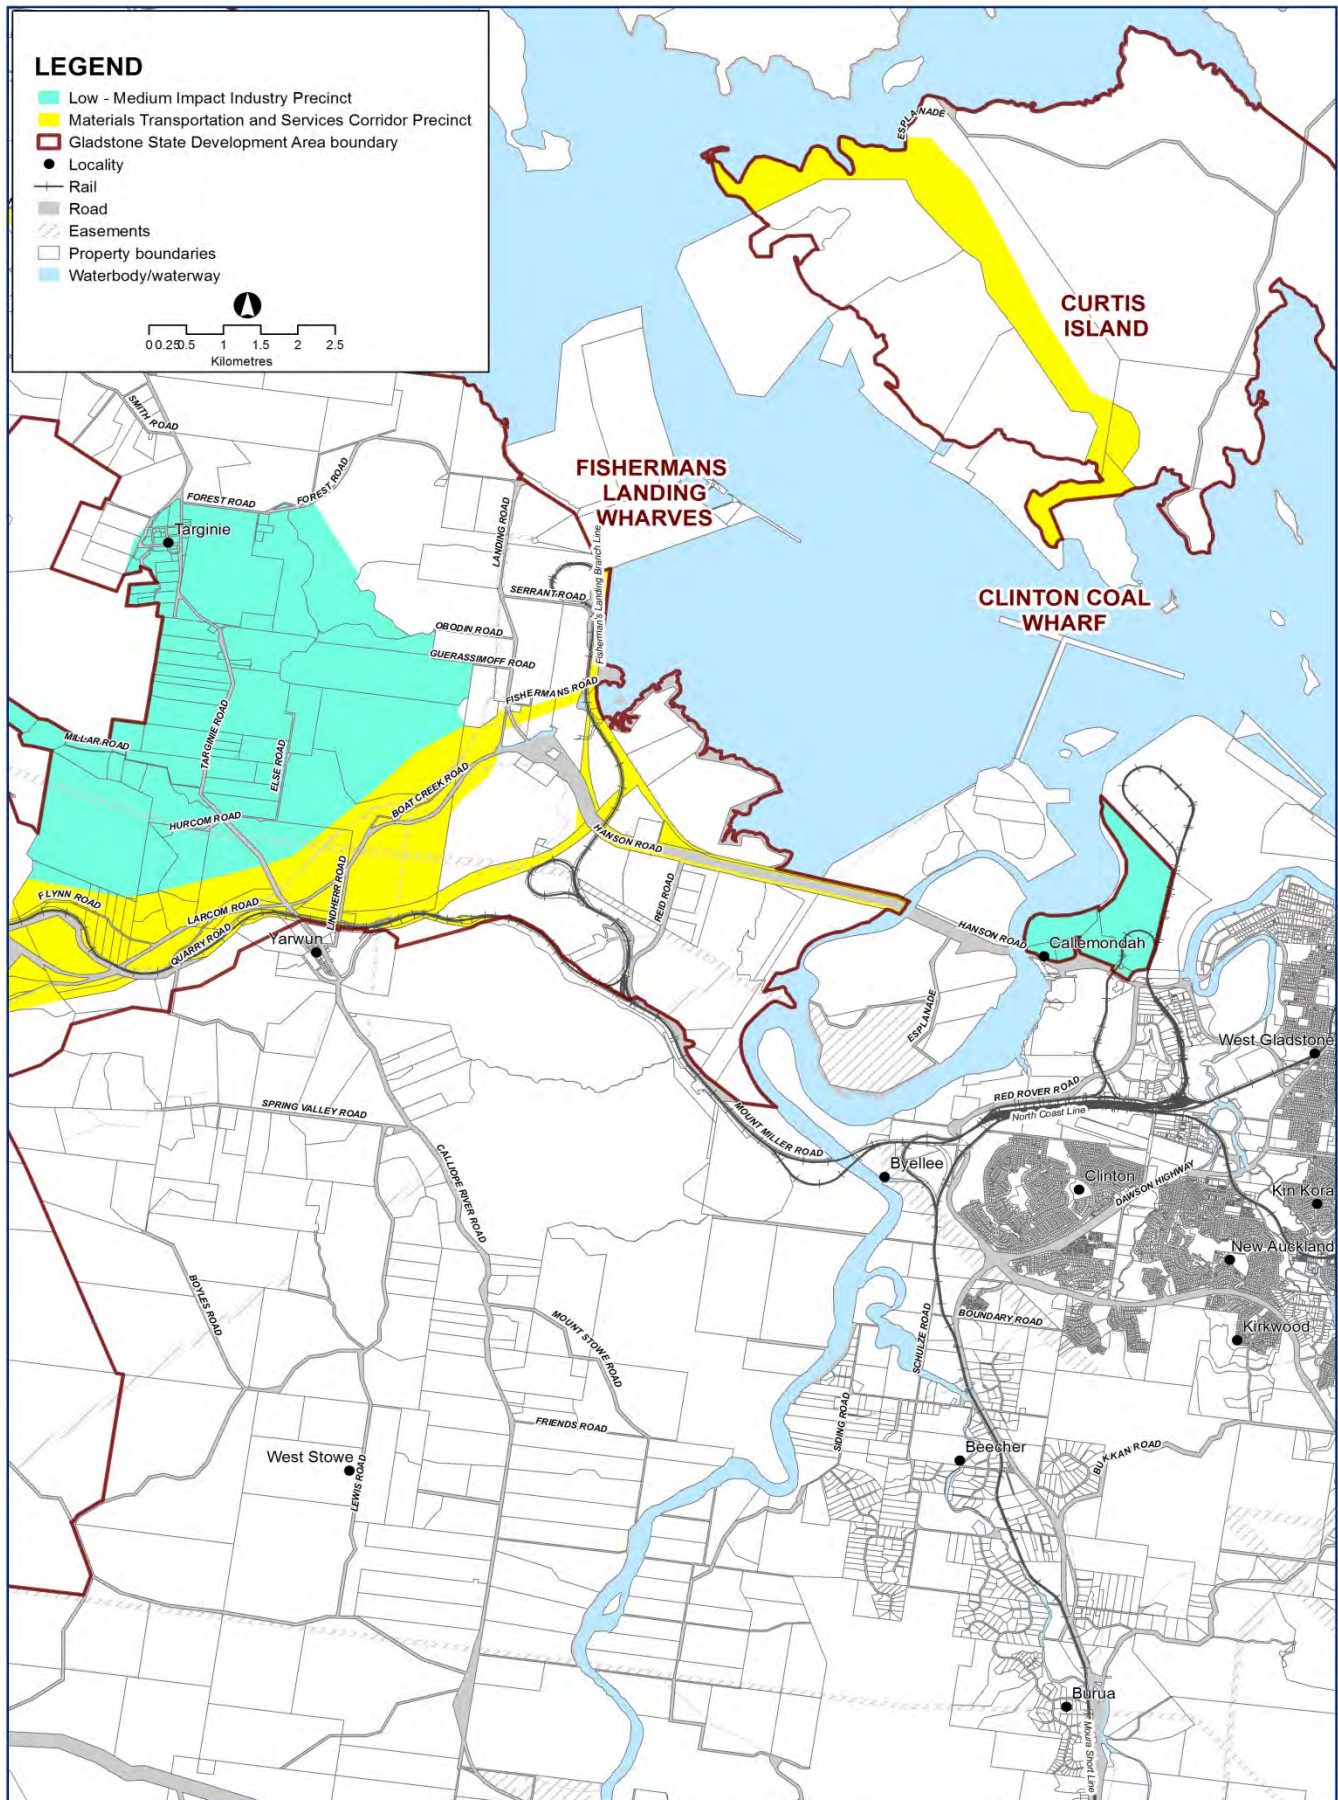 LEGEND
Low - Medium Impact Industry Precinct
Materials Transportation and Services Corridor Precinct
Gladstone State Development Area boundary
Locality
Rail
Road
Easements
Property boundaries
Waterbody/waterway
0 0.25 0.5 1 1.5 2 2.5
Kilometres
ESPLANADE
CURTIS
ISLAND
SMITH ROAD
FISHERMANS
LANDING
WHARVES
FOREST ROAD
FOREST ROAD
Targinie
LANDING ROAD
Fisherman's Landing Branch Line
SERRANT ROAD
CLINTON COAL
WHARF
OBODIN ROAD
GUERASSIMOFF ROAD
FISHERMANS ROAD
TARGINIE ROAD
MILLAR ROAD
ELSE ROAD
BOAT CREEK ROAD
HURCOM ROAD
HANSON ROAD
FLYNN ROAD
LARCOM ROAD
LINDHERR ROAD
REID ROAD
QUARRY ROAD
Yarwun
HANSON ROAD
Callemondah
ESPLANADE
West Gladstone
RED ROVER ROAD
North Coast Line
SPRING VALLEY ROAD
MOUNT MILLER ROAD
CALLIOPE RIVER ROAD
Byellee
Clinton
DAWSON HIGHWAY
Kin Kora
New Auckland
BOYLES ROAD
MOUNT STOWE ROAD
SCHULZE ROAD
BOUNDARY ROAD
Kirkwood
FRIENDS ROAD
SIDING ROAD
West Stowe
LEWIS ROAD
Beecher
BUKKAN ROAD
Burua
Moura Short Line